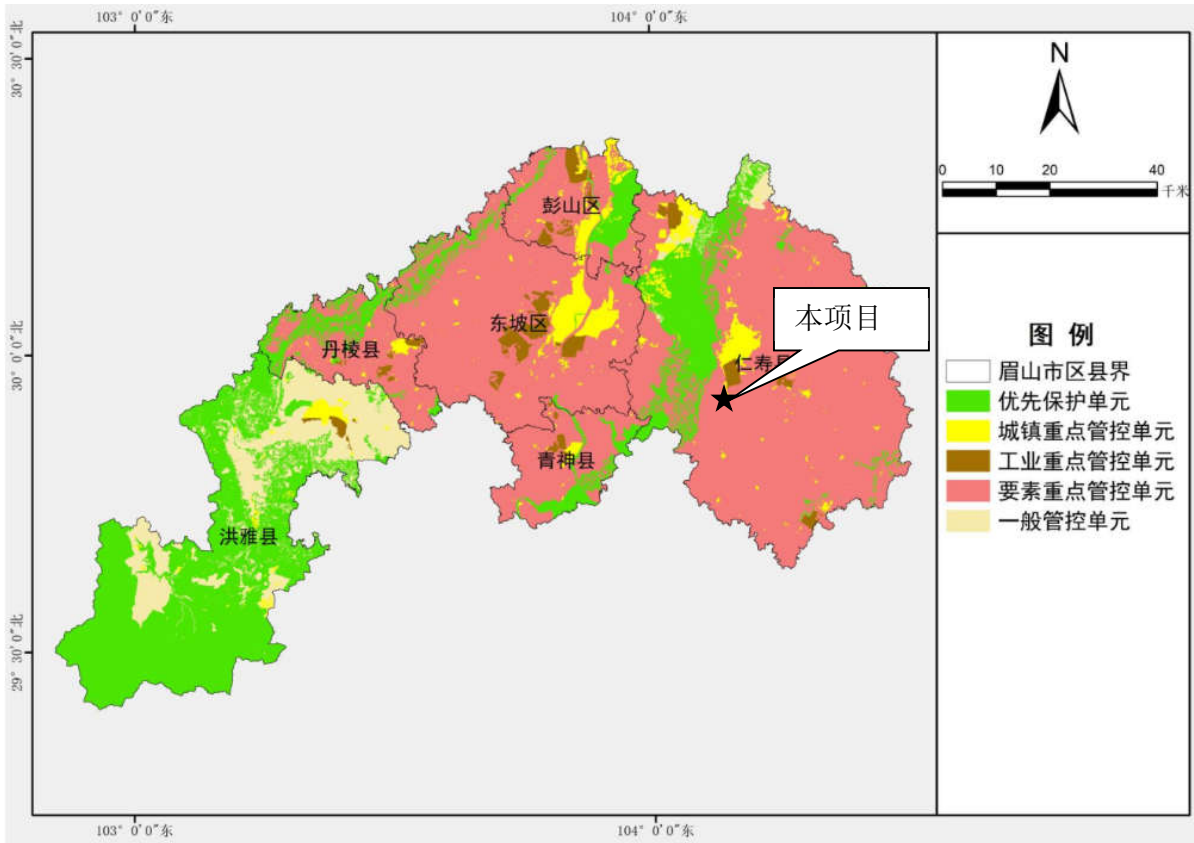 103° 0'0"东
104° 0'0"东
30°30'0"北
30° 0'0"北
29°30'0"北
彭山区
东坡区
丹棱县
仁寿县
青神县
洪雅县
本项目
103° 0'0"东
104° 0'0"东
N
0 10 20 40
千米
图 例
眉山市区县界
优先保护单元
城镇重点管控单元
工业重点管控单元
要素重点管控单元
一般管控单元